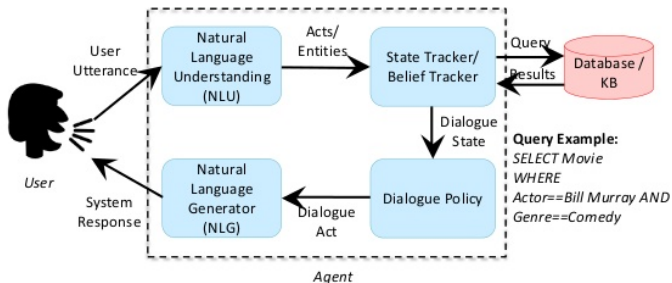 User
Utterance
Natural
Language
Understanding
(NLU)
Acts/
Entities
State Tracker/
Belief Tracker
Query
Results
Database /
KB
User
System
Response
Natural
Language
Generator
(NLG)
Dialogue
Act
Dialogue Policy
Dialogue
State
Query Example:
SELECT Movie
WHERE
Actor==Bill Murray AND
Genre==Comedy
Agent